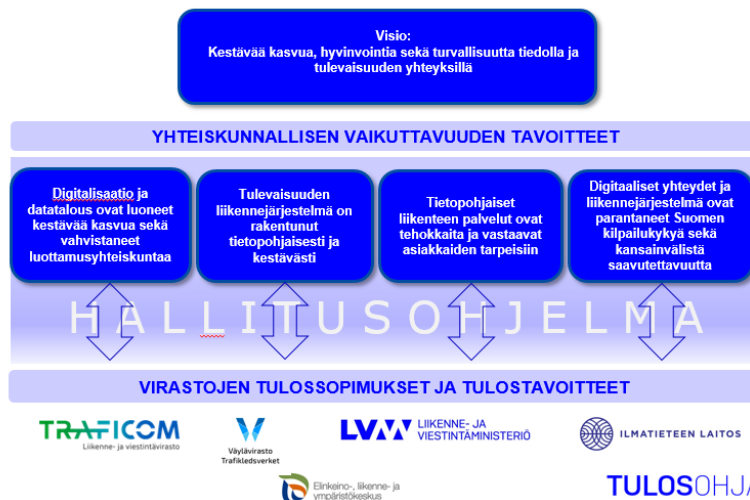 Visio:
Kestävää kasvua, hyvinvointia sekä turvallisuutta tiedolla ja
tulevaisuuden yhteyksillä
YHTEISKUNNALLISEN VAIKUTTAVUUDEN TAVOITTEET
Digitalisaatio ja
datatalous ovat luoneet
kestävää kasvua sekä
vahvistaneet
luottamusyhteiskuntaa
Tulevaisuuden
liikennejärjestelmä on
rakentunut
tietopohjaisesti ja
kestävästi
Tietopohjaiset
liikenteen palvelut ovat
tehokkaita ja vastaavat
asiakkaiden tarpeisiin
Digitaaliset yhteydet ja
liikennejärjestelmä ovat
parantaneet Suomen
kilpailukykyä sekä
kansainvälistä
saavutettavuutta
HALLITUSOHJELMA
VIRASTOJEN TULOSSOPIMUKSET JA TULOSTAVOITTEET
TRAFICOM
Liikenne- ja viestintävirasto
Väylävirasto
Trafikledsverket
LVM LIIKENNE- JA
VIESTINTÄMINISTERIÖ
ILMATIETEEN LAITOS
Elinkeino-, liikenne- ja
ympäristökeskus
TULOSOHJA